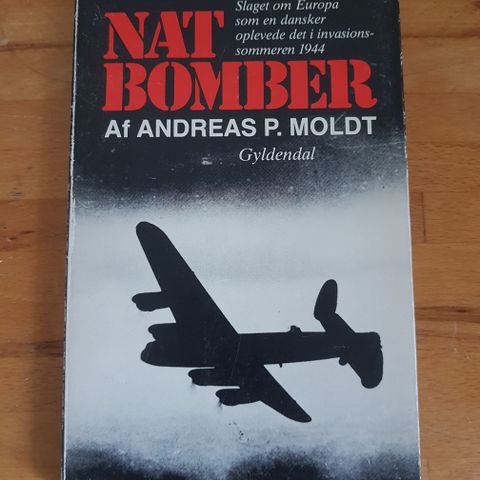 Slaget om Europa
som en dansker
oplevede det i invasions-
sommeren 1944
NAT
BOMBER
Af ANDREAS P. MOLDT
Gyldendal